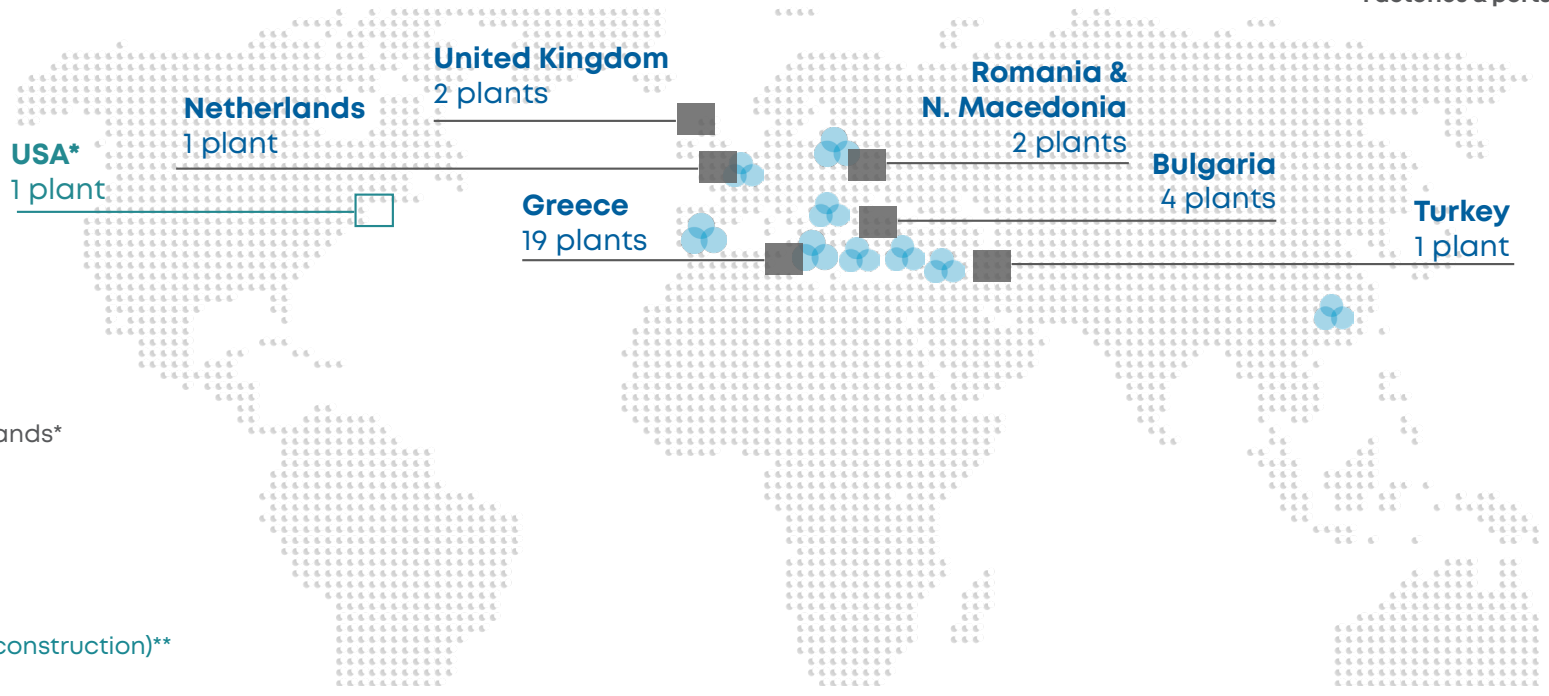 United Kingdom
2 plants
Romania &
N. Macedonia
2 plants
Netherlands
1 plant
USA*
1 plant
Bulgaria
4 plants
Greece
19 plants
Turkey
1 plant
ands*
construction)**